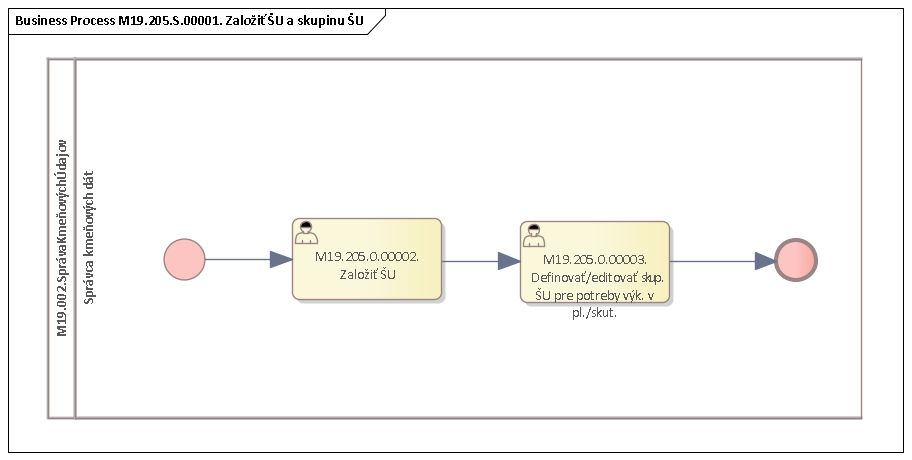 Business Process M19.205.S.00001. Založiť ŠU a skupinu ŠU
M19.002.SprávaKmeňovýchÚdajov
Správca kmeňových dát
M19.205.0.00002.
Založiť ŠU
M19.205.0.00003.
Definovať/editovať skup.
ŠU pre potreby výk. v
pl./skut.